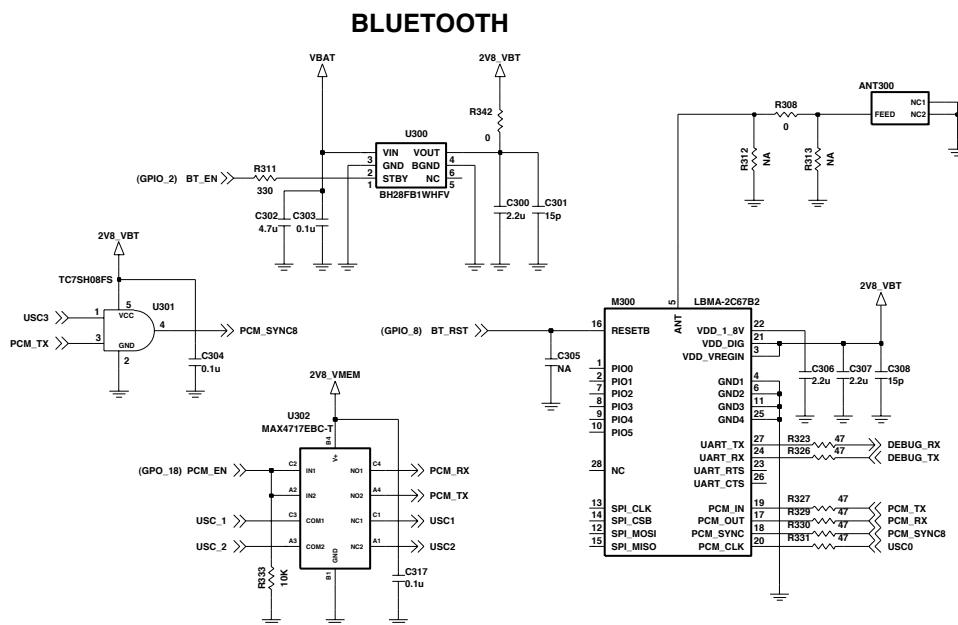 BLUETOOTH
VBAT
2V8_VBT
R342
0
U300
VIN VOUT
3 GND BGND 4
2 STBY NC 6
1 5
BH28FB1WHFV
(GPIO_2) BT_EN
R311
330
C302
4.7u
C303
0.1u
C300
2.2u
C301
15p
ANT300
FEED
NC1
NC2
R308
0
R312
NA
R313
NA
2V8_VBT
TC7SH08FS
U301
USC3 1
PCM_TX 3
5
VCC
GND
2
4 PCM_SYNC8
C304
0.1u
(GPIO_8) BT_RST
C305
NA
M300 LBMA-2C67B2
5
ANT
2V8_VBT
16 RESETB
1 PIO0
2 PIO1
7 PIO2
8 PIO3
9 PIO4
10 PIO5
28 NC
13 SPI_CLK
14 SPI_CSB
12 SPI_MOSI
15 SPI_MISO
VDD_1_8V 22
VDD_DIG 21
VDD_VREGIN 3
GND1 4
GND2 6
GND3 11
GND4 25
UART_TX 27 R323 47 DEBUG_RX
UART_RX 24 R326 47 DEBUG_TX
UART_RTS 23
UART_CTS 26
PCM_IN 19 R327 47 PCM_TX
PCM_OUT 17 R329 47 PCM_RX
PCM_SYNC 18 R330 47 PCM_SYNC8
PCM_CLK 20 R331 47 USC0
C306
2.2u
C307
2.2u
C308
15p
2V8_VMEM
U302
MAX4717EBC-T
B4
V+
(GPO_18) PCM_EN C2 IN1 NO1 C4 PCM_RX
A2 IN2 NO2 A4 PCM_TX
USC_1 C3 COM1 NC1 C1 USC1
USC_2 A3 COM2 NC2 A1 USC2
GND
B1
R333
10K
C317
0.1u